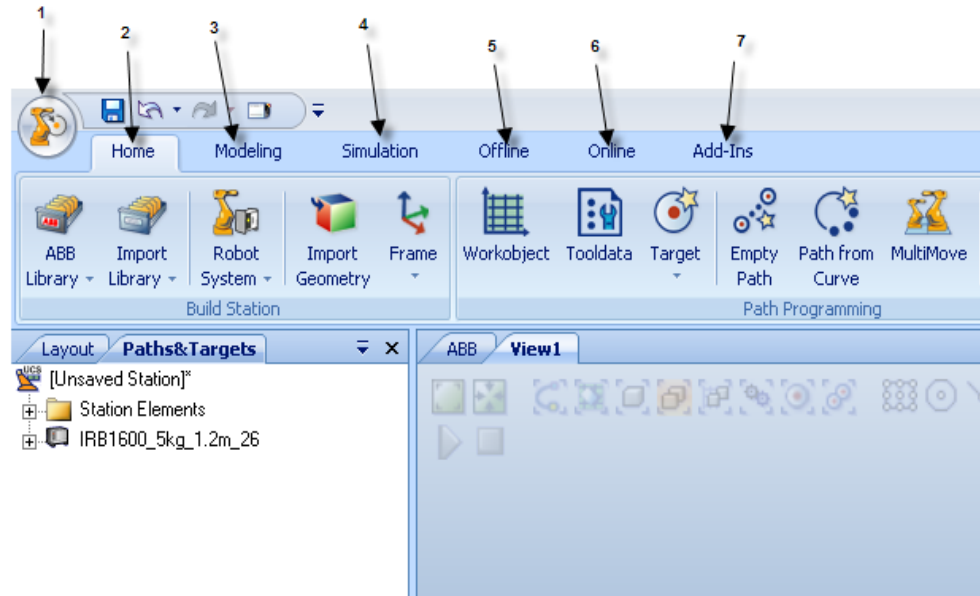 1
2
3
4
5
6
7
Home Modeling Simulation Offline Online Add-Ins
ABB Import Robot Import Frame Workobject Tooldata Target Empty Path from MultiMove
Library Library System Geometry Path Curve
Build Station Path Programming
Layout Paths&Targets ABB View1
UCS
[Unsaved Station]*
Station Elements
IRB1600_5kg_1.2m_26